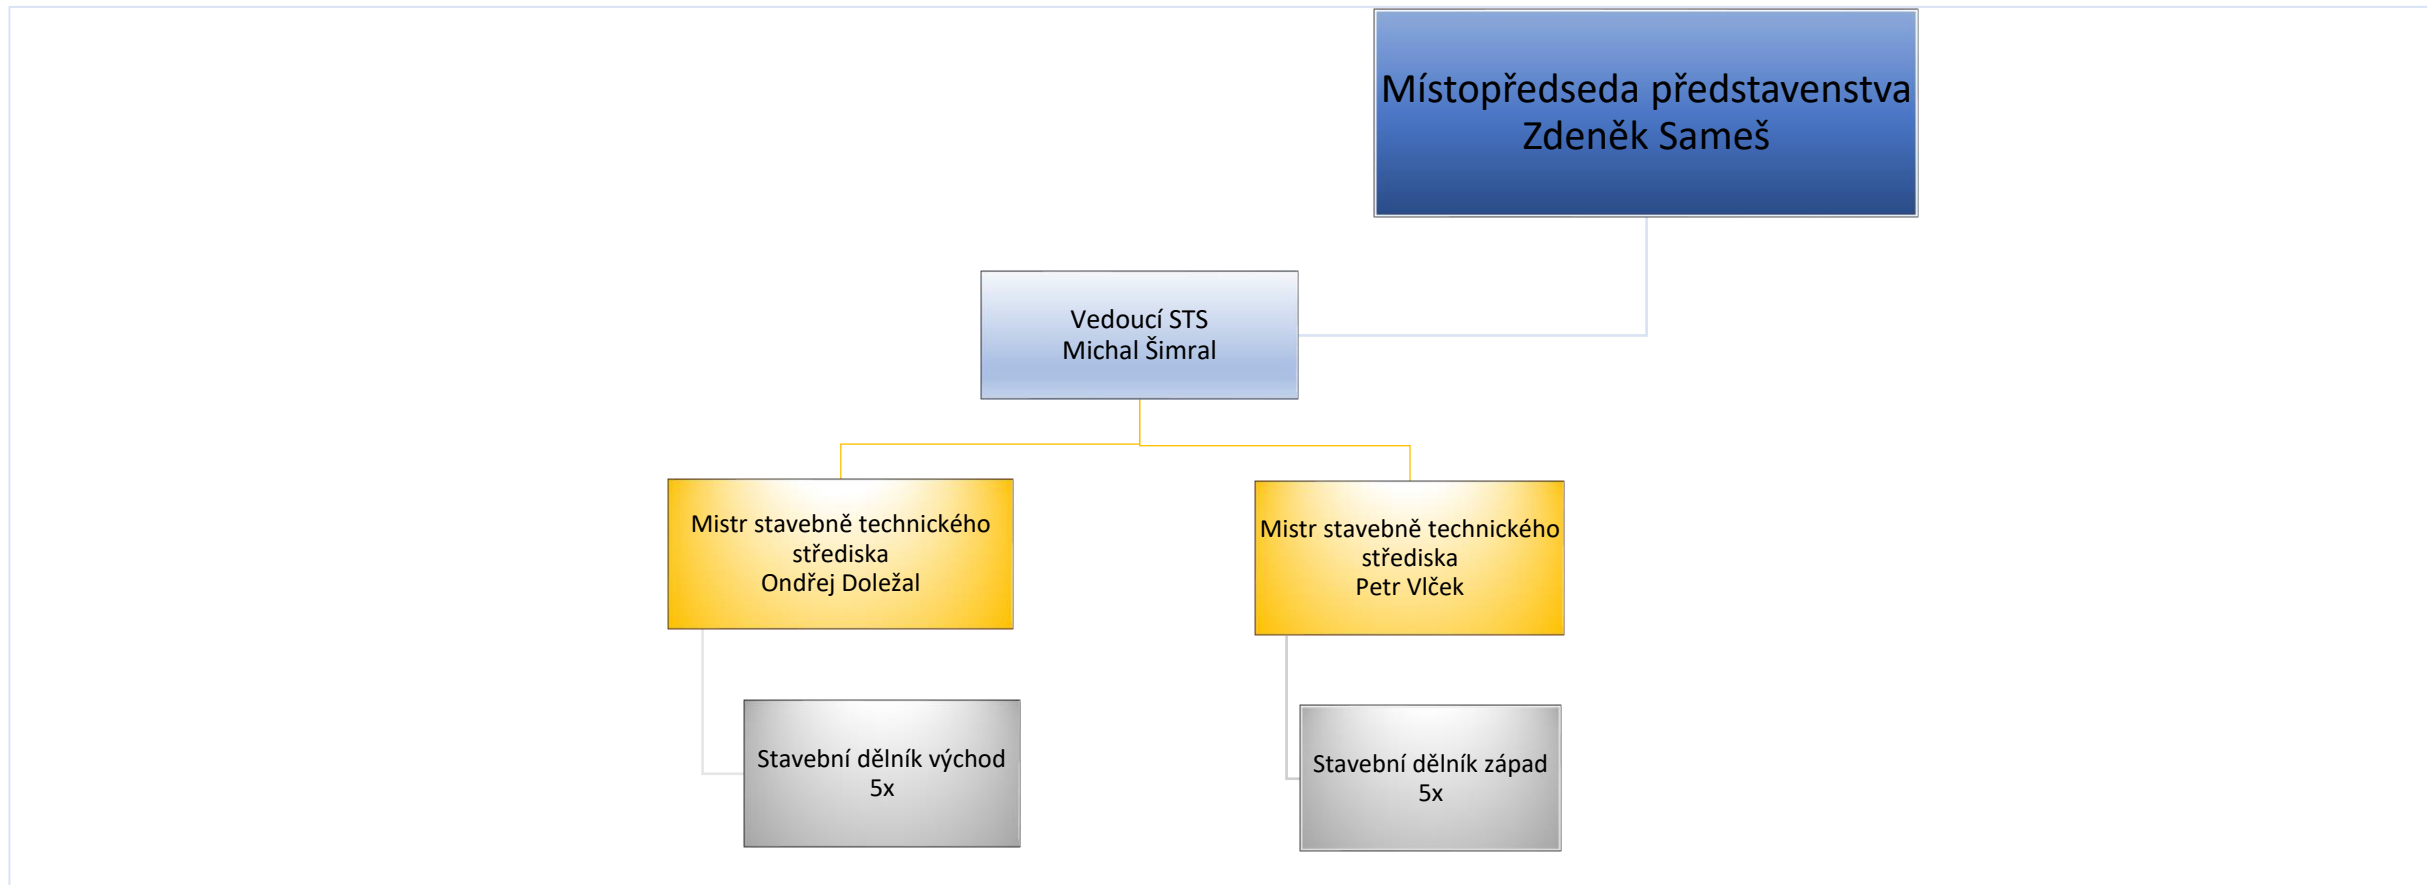 Místopředseda představenstva
Zdeněk Sameš
Vedoucí STS
Michal Šimral
Mistr stavebně technického
střediska
Ondřej Doležal
Mistr stavebně technického
střediska
Petr Vlček
Stavební dělník východ
5x
Stavební dělník západ
5x